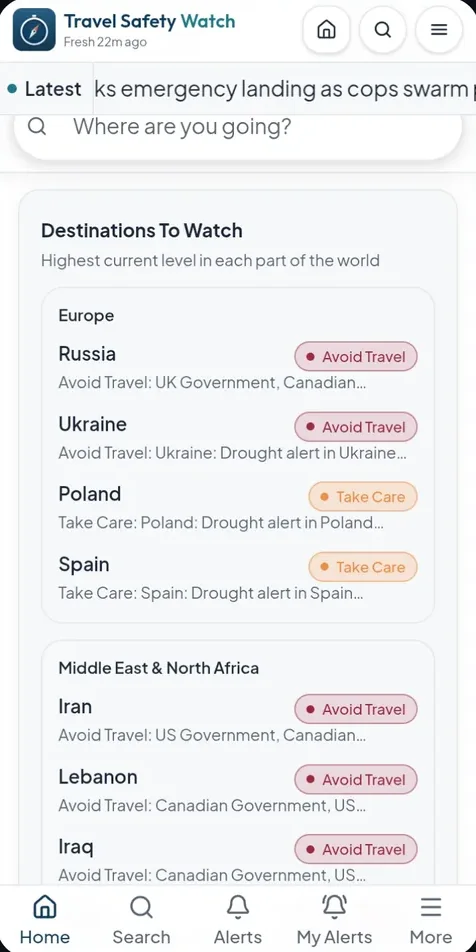 Travel Safety Watch
Fresh 22m ago
Latest
ks emergency landing as cops swarm
Where are you going?
Destinations To Watch
Highest current level in each part of the world
Europe
Russia
Avoid Travel
Avoid Travel: UK Government, Canadian...
Ukraine
Avoid Travel
Avoid Travel: Ukraine: Drought alert in Ukraine...
Poland
Take Care
Take Care: Poland: Drought alert in Poland...
Spain
Take Care
Take Care: Spain: Drought alert in Spain...
Middle East & North Africa
Iran
Avoid Travel
Avoid Travel: US Government, Canadian...
Lebanon
Avoid Travel
Avoid Travel: Canadian Government, US...
Iraq
Avoid Travel
Avoid Travel: Canadian Government, US...
Home
Search
Alerts
My Alerts
More